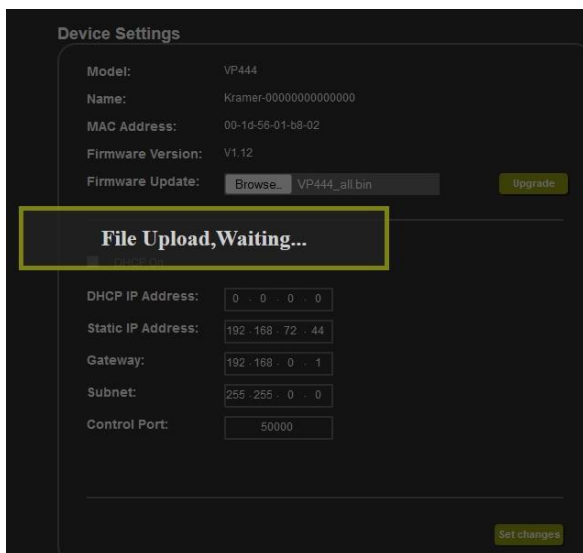 Device Settings
Model: VP444
Name: Kramer-00000000000000
MAC Address: 00-1d-56-01-b8-02
Firmware Version: V1.12
Firmware Update: Browse_ VP444_all.bin Upgrade
File Upload,Waiting...
DHCP On
DHCP IP Address: 0 . 0 . 0 . 0
Static IP Address: 192 . 168 . 72 . 44
Gateway: 192 . 168 . 0 . 1
Subnet: 255 . 255 . 0 . 0
Control Port: 50000
Set changes